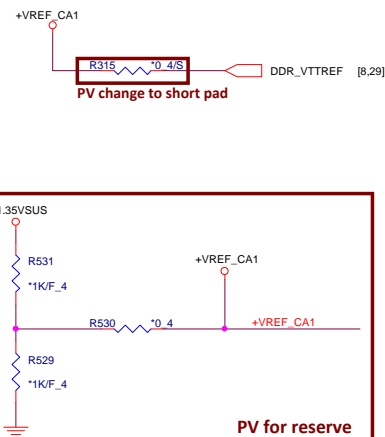 +VREF_CA1
R315 *0_4/S
DDR_VTTREF [8,29]
PV change to short pad
.35VSUS
R531
*1K/F_4
+VREF_CA1
R530 *0_4
+VREF_CA1
R529
*1K/F_4
PV for reserve